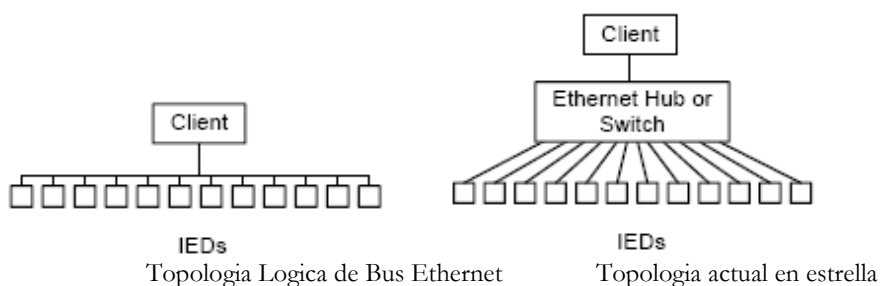 Client
IEDs
Client
Ethernet Hub or
Switch
IEDs
Topologia Logica de Bus Ethernet
Topologia actual en estrella